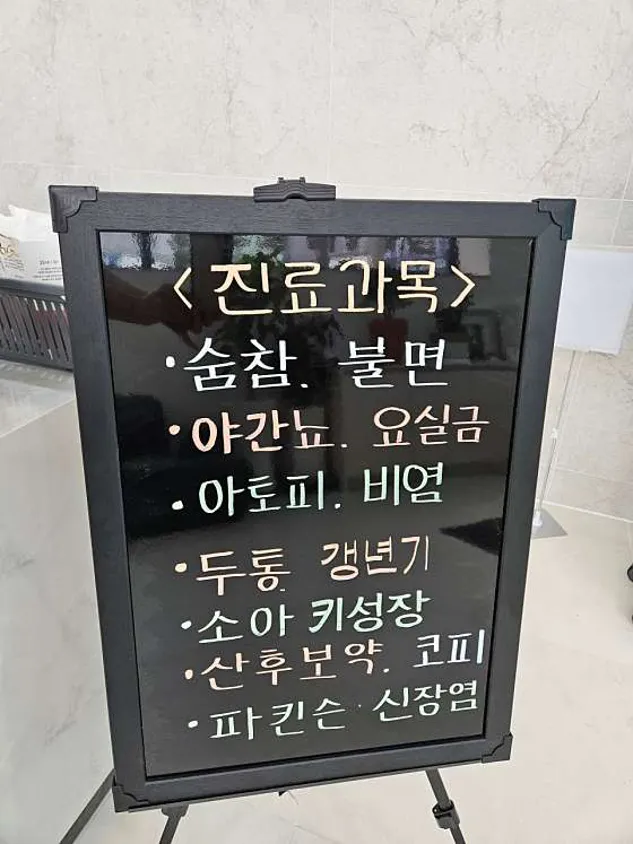 <진료과목>
·숨참. 불면
·야간뇨. 요실금
·아토피. 비염
·두통 갱년기
·소아 키성장
·산후보약. 코피
·파킨슨·신장염